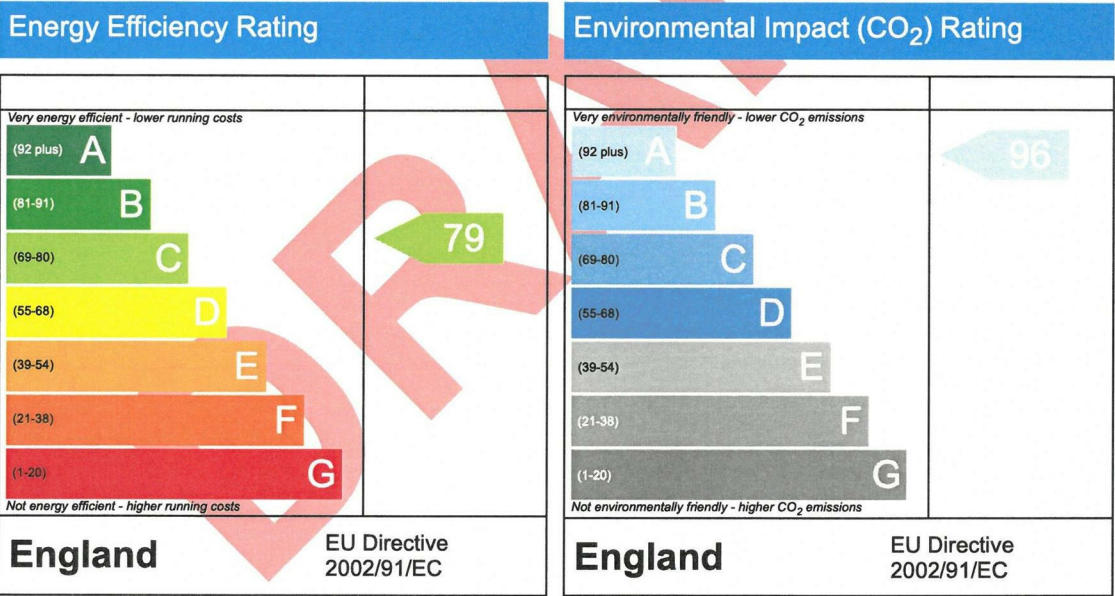 Energy Efficiency Rating
Very energy efficient - lower running costs
(92 plus) A
(81-91) B
(69-80) C
(55-68) D
(39-54) E
(21-38) F
(1-20) G
79
Not energy efficient - higher running costs
England
EU Directive
2002/91/EC
Environmental Impact (CO₂) Rating
Very environmentally friendly - lower CO₂ emissions
(92 plus) A
(81-91) B
(69-80) C
(55-68) D
(39-54) E
(21-38) F
(1-20) G
96
Not environmentally friendly - higher CO₂ emissions
England
EU Directive
2002/91/EC